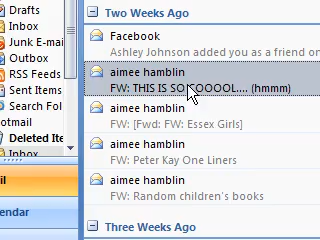 Drafts
Inbox
Junk E-mai
Outbox
RSS Feeds
Sent Items
Search Fol
otmail
Deleted Ite
Inbox
il
endar
Two Weeks Ago
Facebook
Ashley Johnson added you as a friend on
aimee hamblin
FW: THIS IS SO COOOOL.... (hmmm)
aimee hamblin
FW: [Fwd: FW: Essex Girls]
aimee hamblin
FW: Peter Kay One Liners
aimee hamblin
FW: Random children's books
Three Weeks Ago